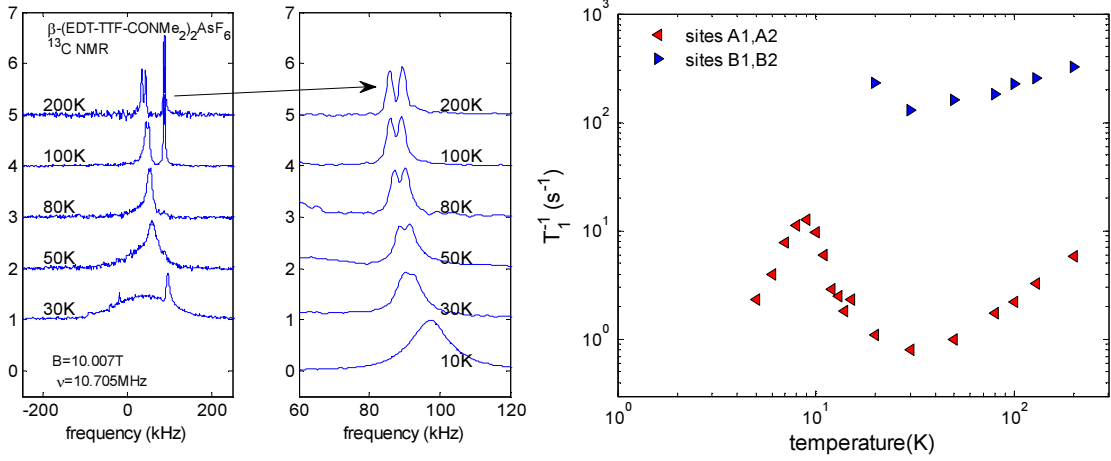 7
6
5
4
3
2
1
0
β-(EDT-TTF-CONMe2)2AsF6
13C NMR
200K
100K
80K
50K
30K
B=10.007T
ν=10.705MHz
-200
0
200
frequency (kHz)
7
6
5
4
3
2
1
0
200K
100K
80K
50K
30K
10K
60
80
100
120
frequency (kHz)
10^3
10^2
10^1
10^0
T1^-1 (s^-1)
sites A1,A2
sites B1,B2
10^0
10^1
10^2
temperature(K)